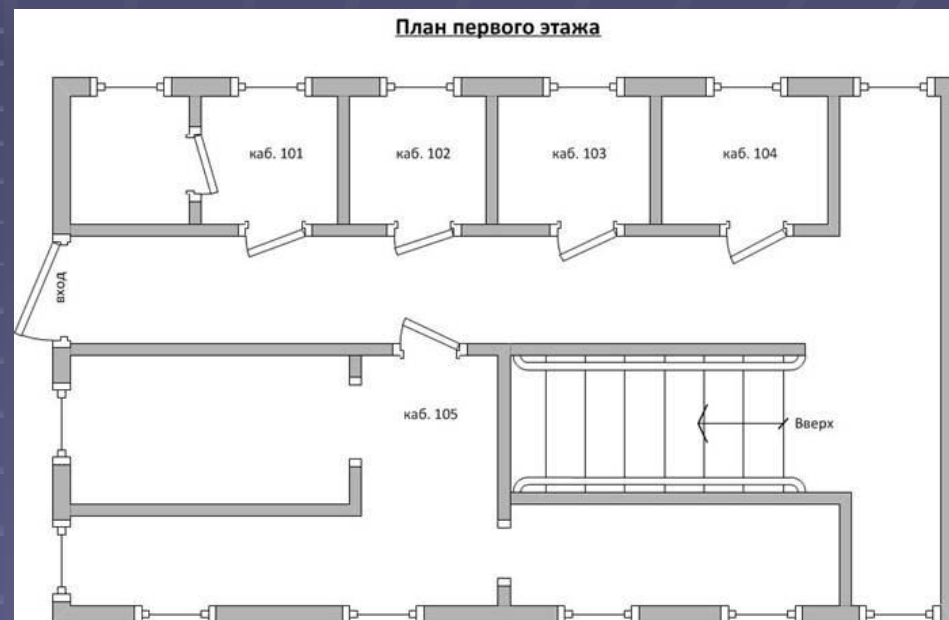 План первого этажа
каб. 101
каб. 102
каб. 103
каб. 104
вход
каб. 105
Вверх